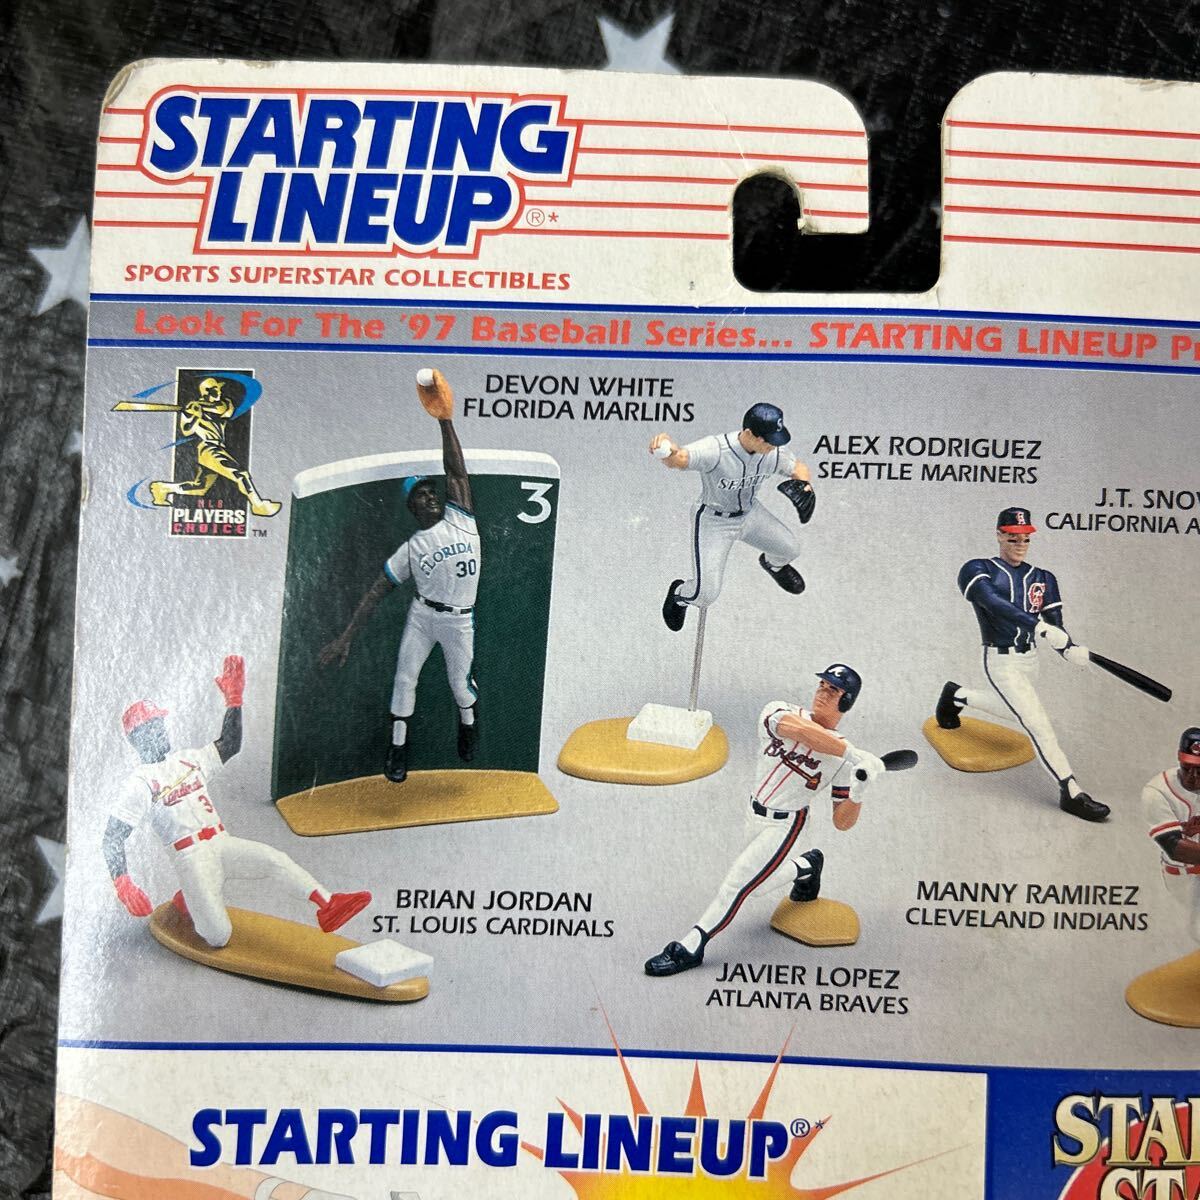 STARTING
LINEUP®*
SPORTS SUPERSTAR COLLECTIBLES
Look For The '97 Baseball Series... STARTING LINEUP
DEVON WHITE
FLORIDA MARLINS
ALEX RODRIGUEZ
SEATTLE MARINERS
J.T.
CALIFORNIA
MLB
PLAYERS
CHOICE™
3
FLORIDA
30
Braves
Cardinals
BRIAN JORDAN
ST. LOUIS CARDINALS
MANNY RAMIREZ
CLEVELAND INDIANS
JAVIER LOPEZ
ATLANTA BRAVES
STARTING LINEUP®*